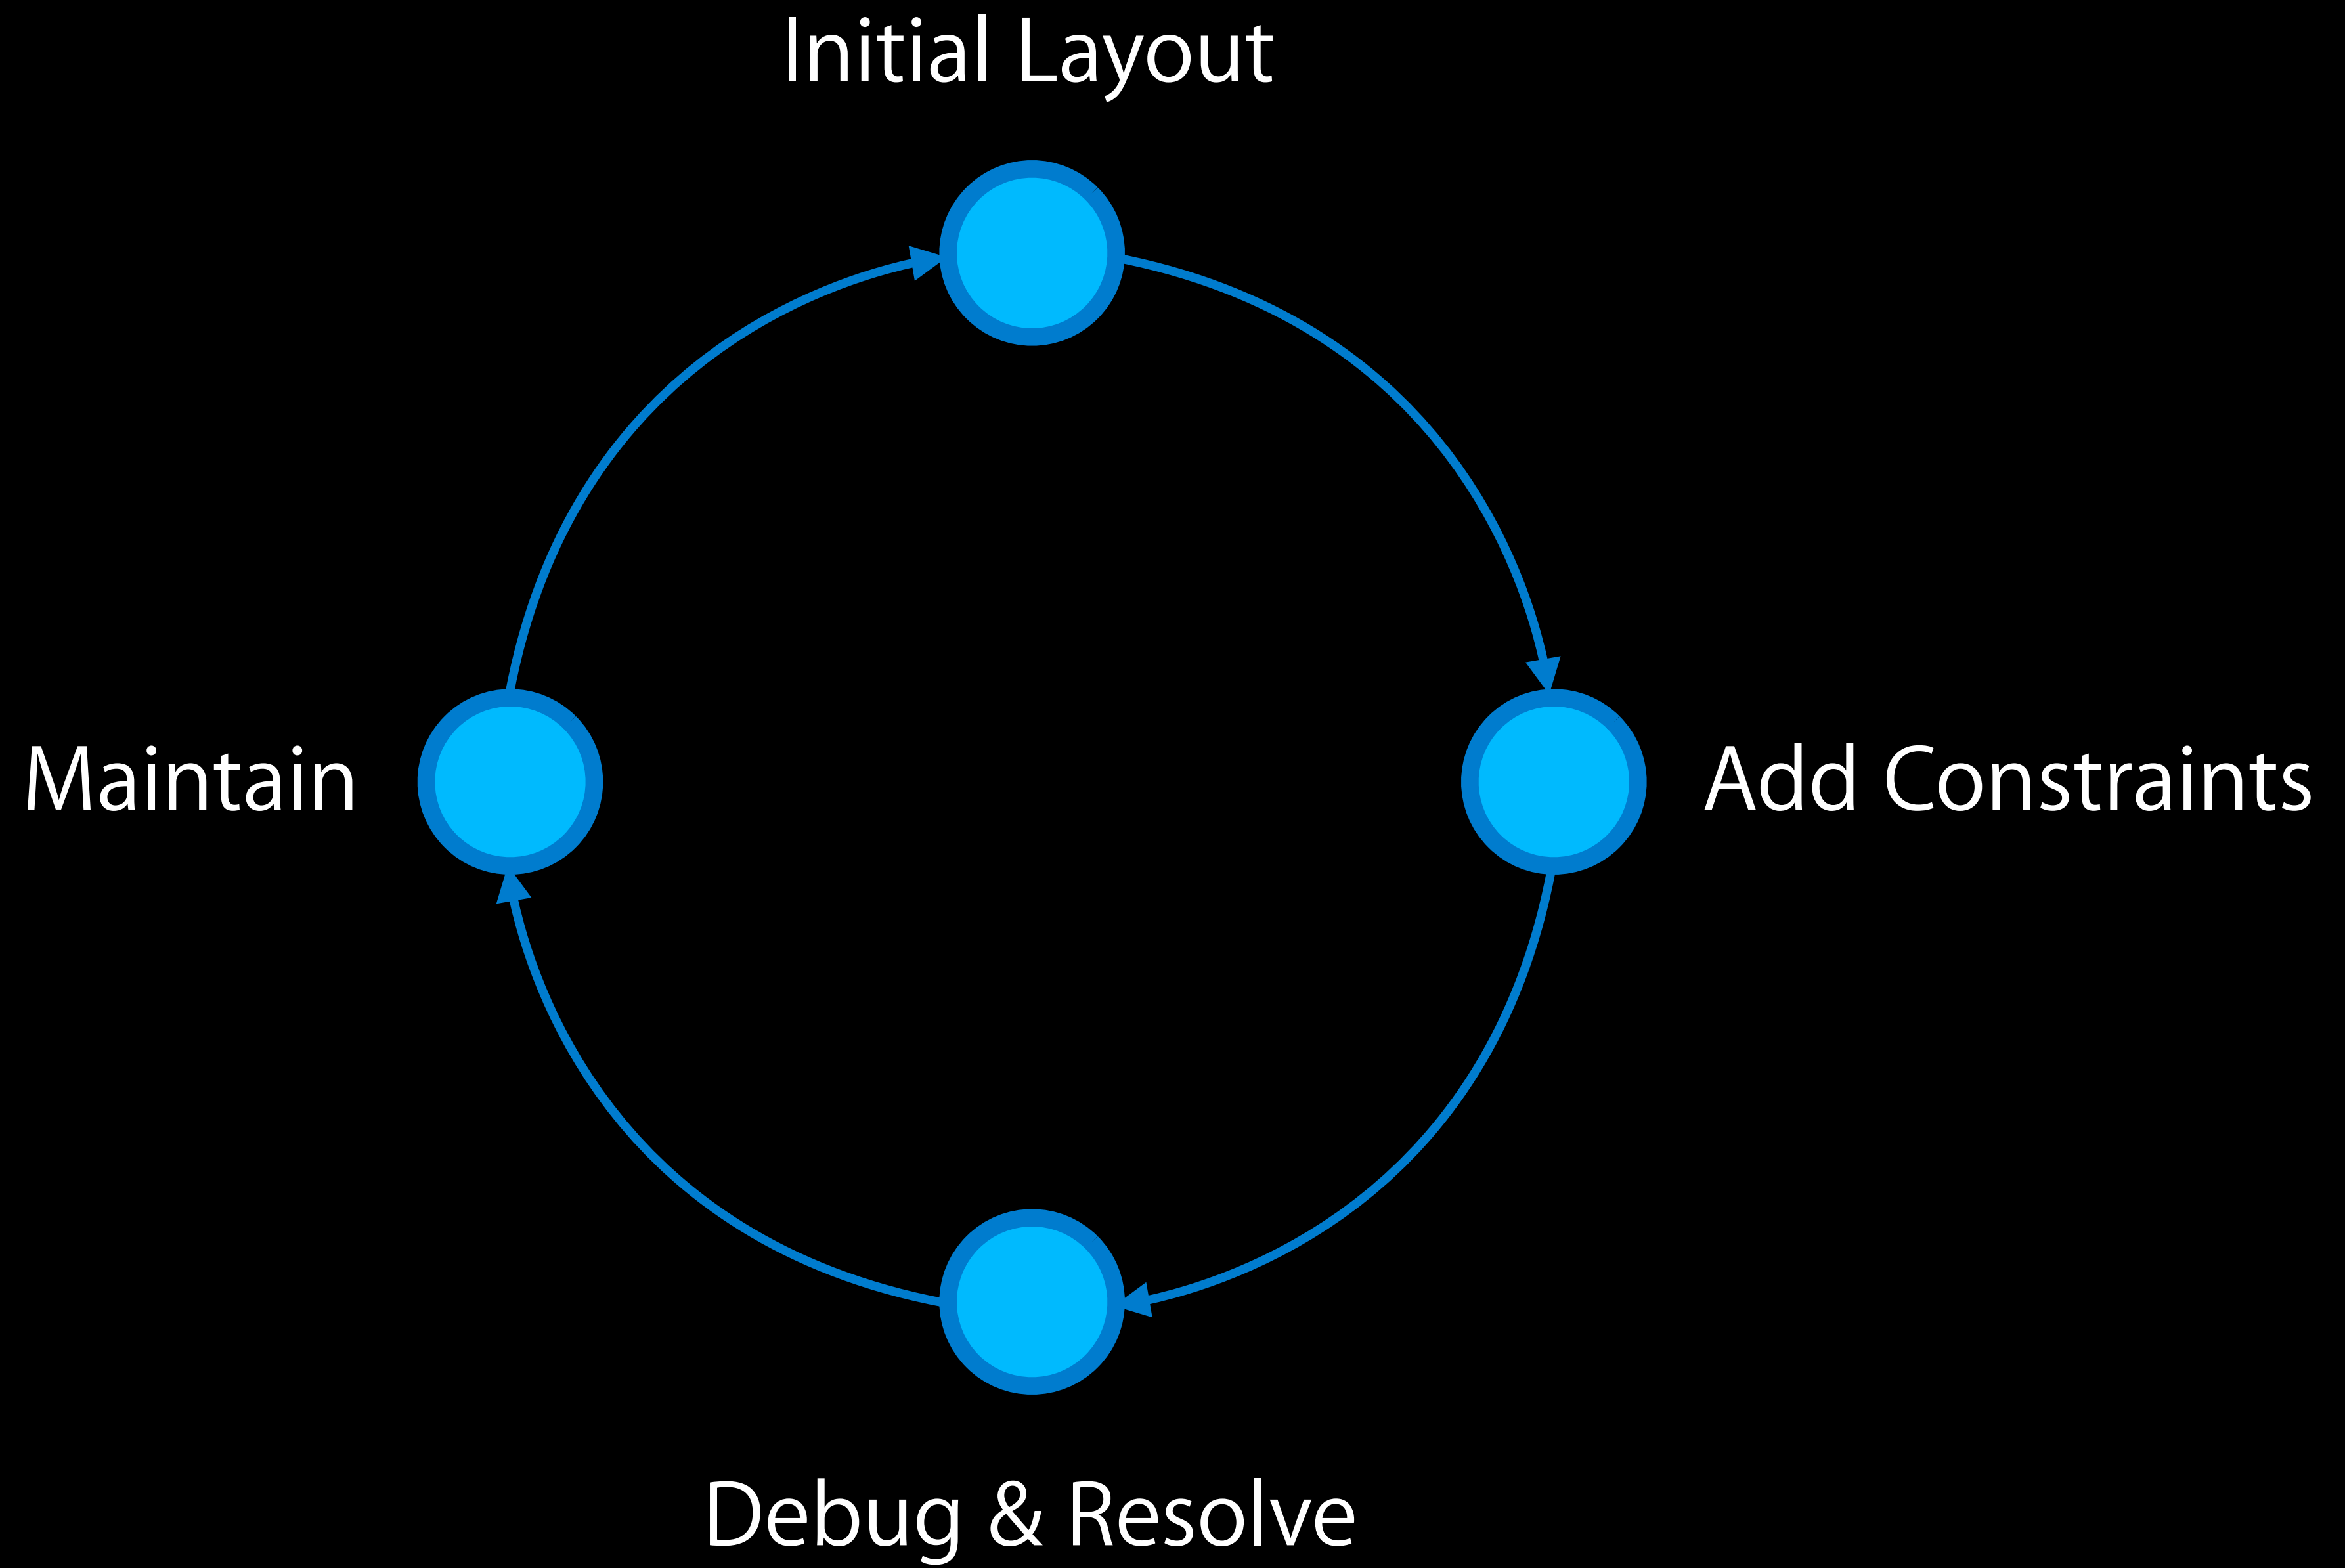 Initial Layout
Maintain
Add Constraints
Debug & Resolve